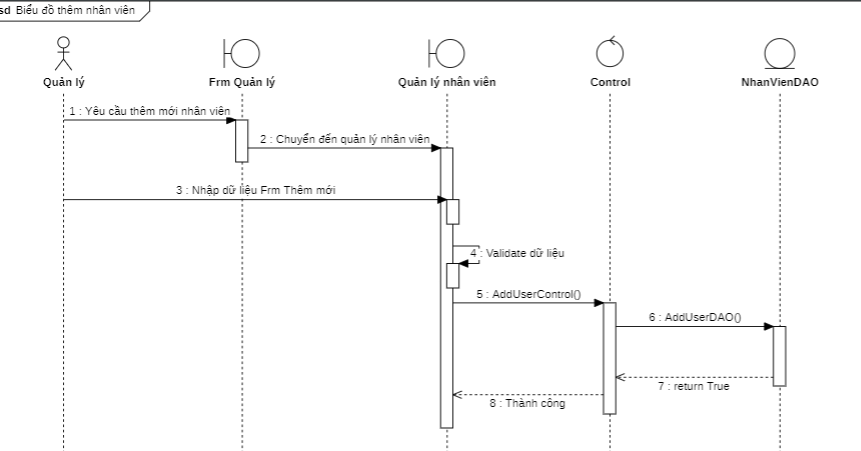 sd Biểu đồ thêm nhân viên
Quản lý
Frm Quản lý
Quản lý nhân viên
Control
NhanVienDAO
1 : Yêu cầu thêm mới nhân viên
2 : Chuyển đến quản lý nhân viên
3 : Nhập dữ liệu Frm Thêm mới
4 : Validate dữ liệu
5 : AddUserControl()
6 : AddUserDAO()
7 : return True
8 : Thành công